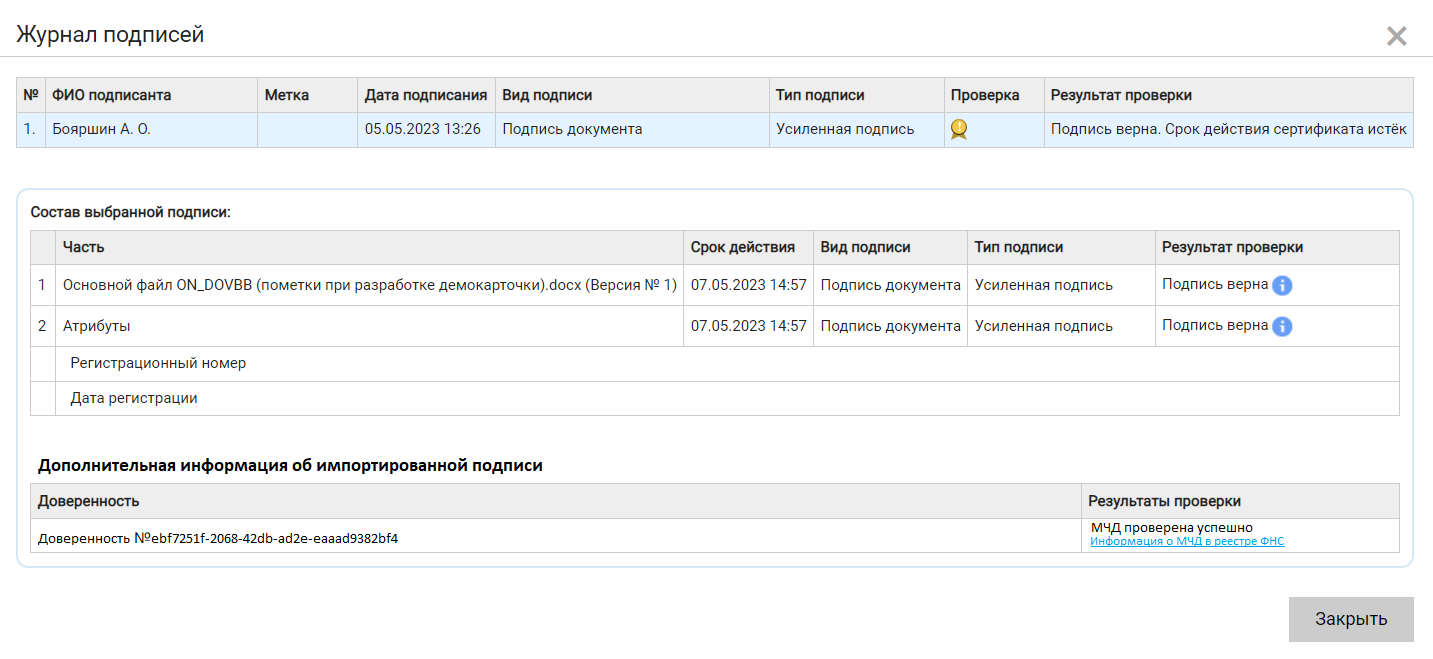 Журнал подписей
№ ФИО подписанта Метка Дата подписания Вид подписи Тип подписи Проверка Результат проверки
1. Бояршин А. О. 05.05.2023 13:26 Подпись документа Усиленная подпись Подпись верна. Срок действия сертификата истёк
Состав выбранной подписи:
Часть Срок действия Вид подписи Тип подписи Результат проверки
1 Основной файл ON_DOVBB (пометки при разработке демокарточки).docx (Версия № 1) 07.05.2023 14:57 Подпись документа Усиленная подпись Подпись верна
2 Атрибуты 07.05.2023 14:57 Подпись документа Усиленная подпись Подпись верна
Регистрационный номер
Дата регистрации
Дополнительная информация об импортированной подписи
Доверенность Результаты проверки
Доверенность №ebf7251f-2068-42db-ad2e-eaaad9382bf4 МЧД проверена успешно
Информация о МЧД в реестре ФНС
Закрыть